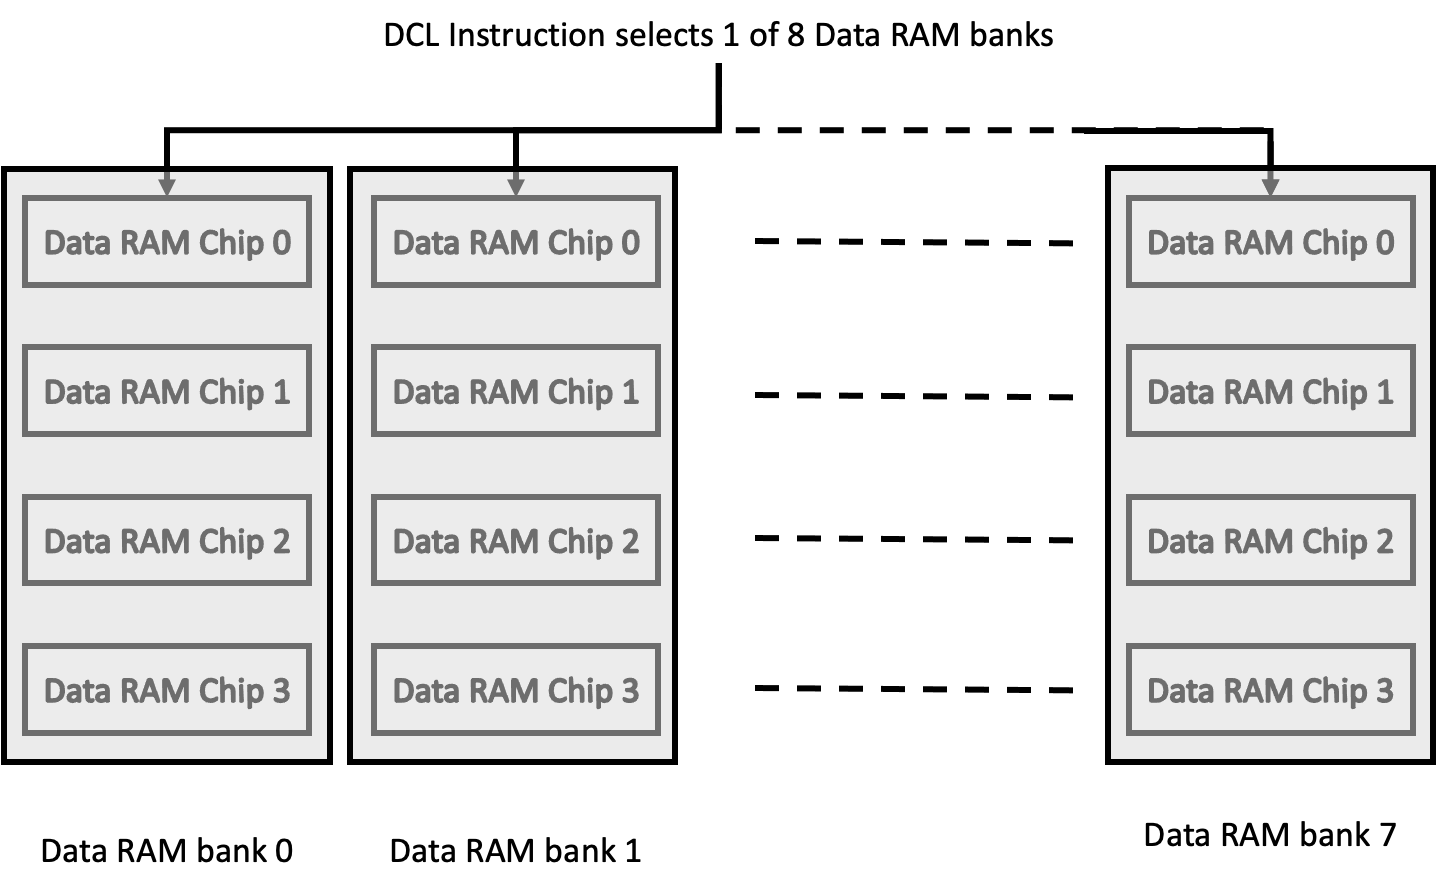 DCL Instruction selects 1 of 8 Data RAM banks
Data RAM Chip 0
Data RAM Chip 0
Data RAM Chip 0
Data RAM Chip 1
Data RAM Chip 1
Data RAM Chip 1
Data RAM Chip 2
Data RAM Chip 2
Data RAM Chip 2
Data RAM Chip 3
Data RAM Chip 3
Data RAM Chip 3
Data RAM bank 0
Data RAM bank 1
Data RAM bank 7